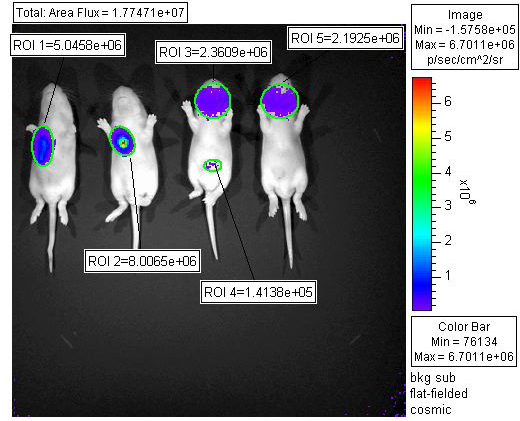 Total: Area Flux = 1.77471e+07
ROI 1=5.0458e+06
ROI 3=2.3609e+06
ROI 5=2.1925e+06
ROI 2=8.0065e+06
ROI 4=1.4138e+05
Image
Min = -1.5758e+05
Max = 6.7011e+06
p/sec/cm^2/sr
6
5
4
3
2
1
x10^6
Color Bar
Min = 76134
Max = 6.7011e+06
bkg sub
flat-fielded
cosmic